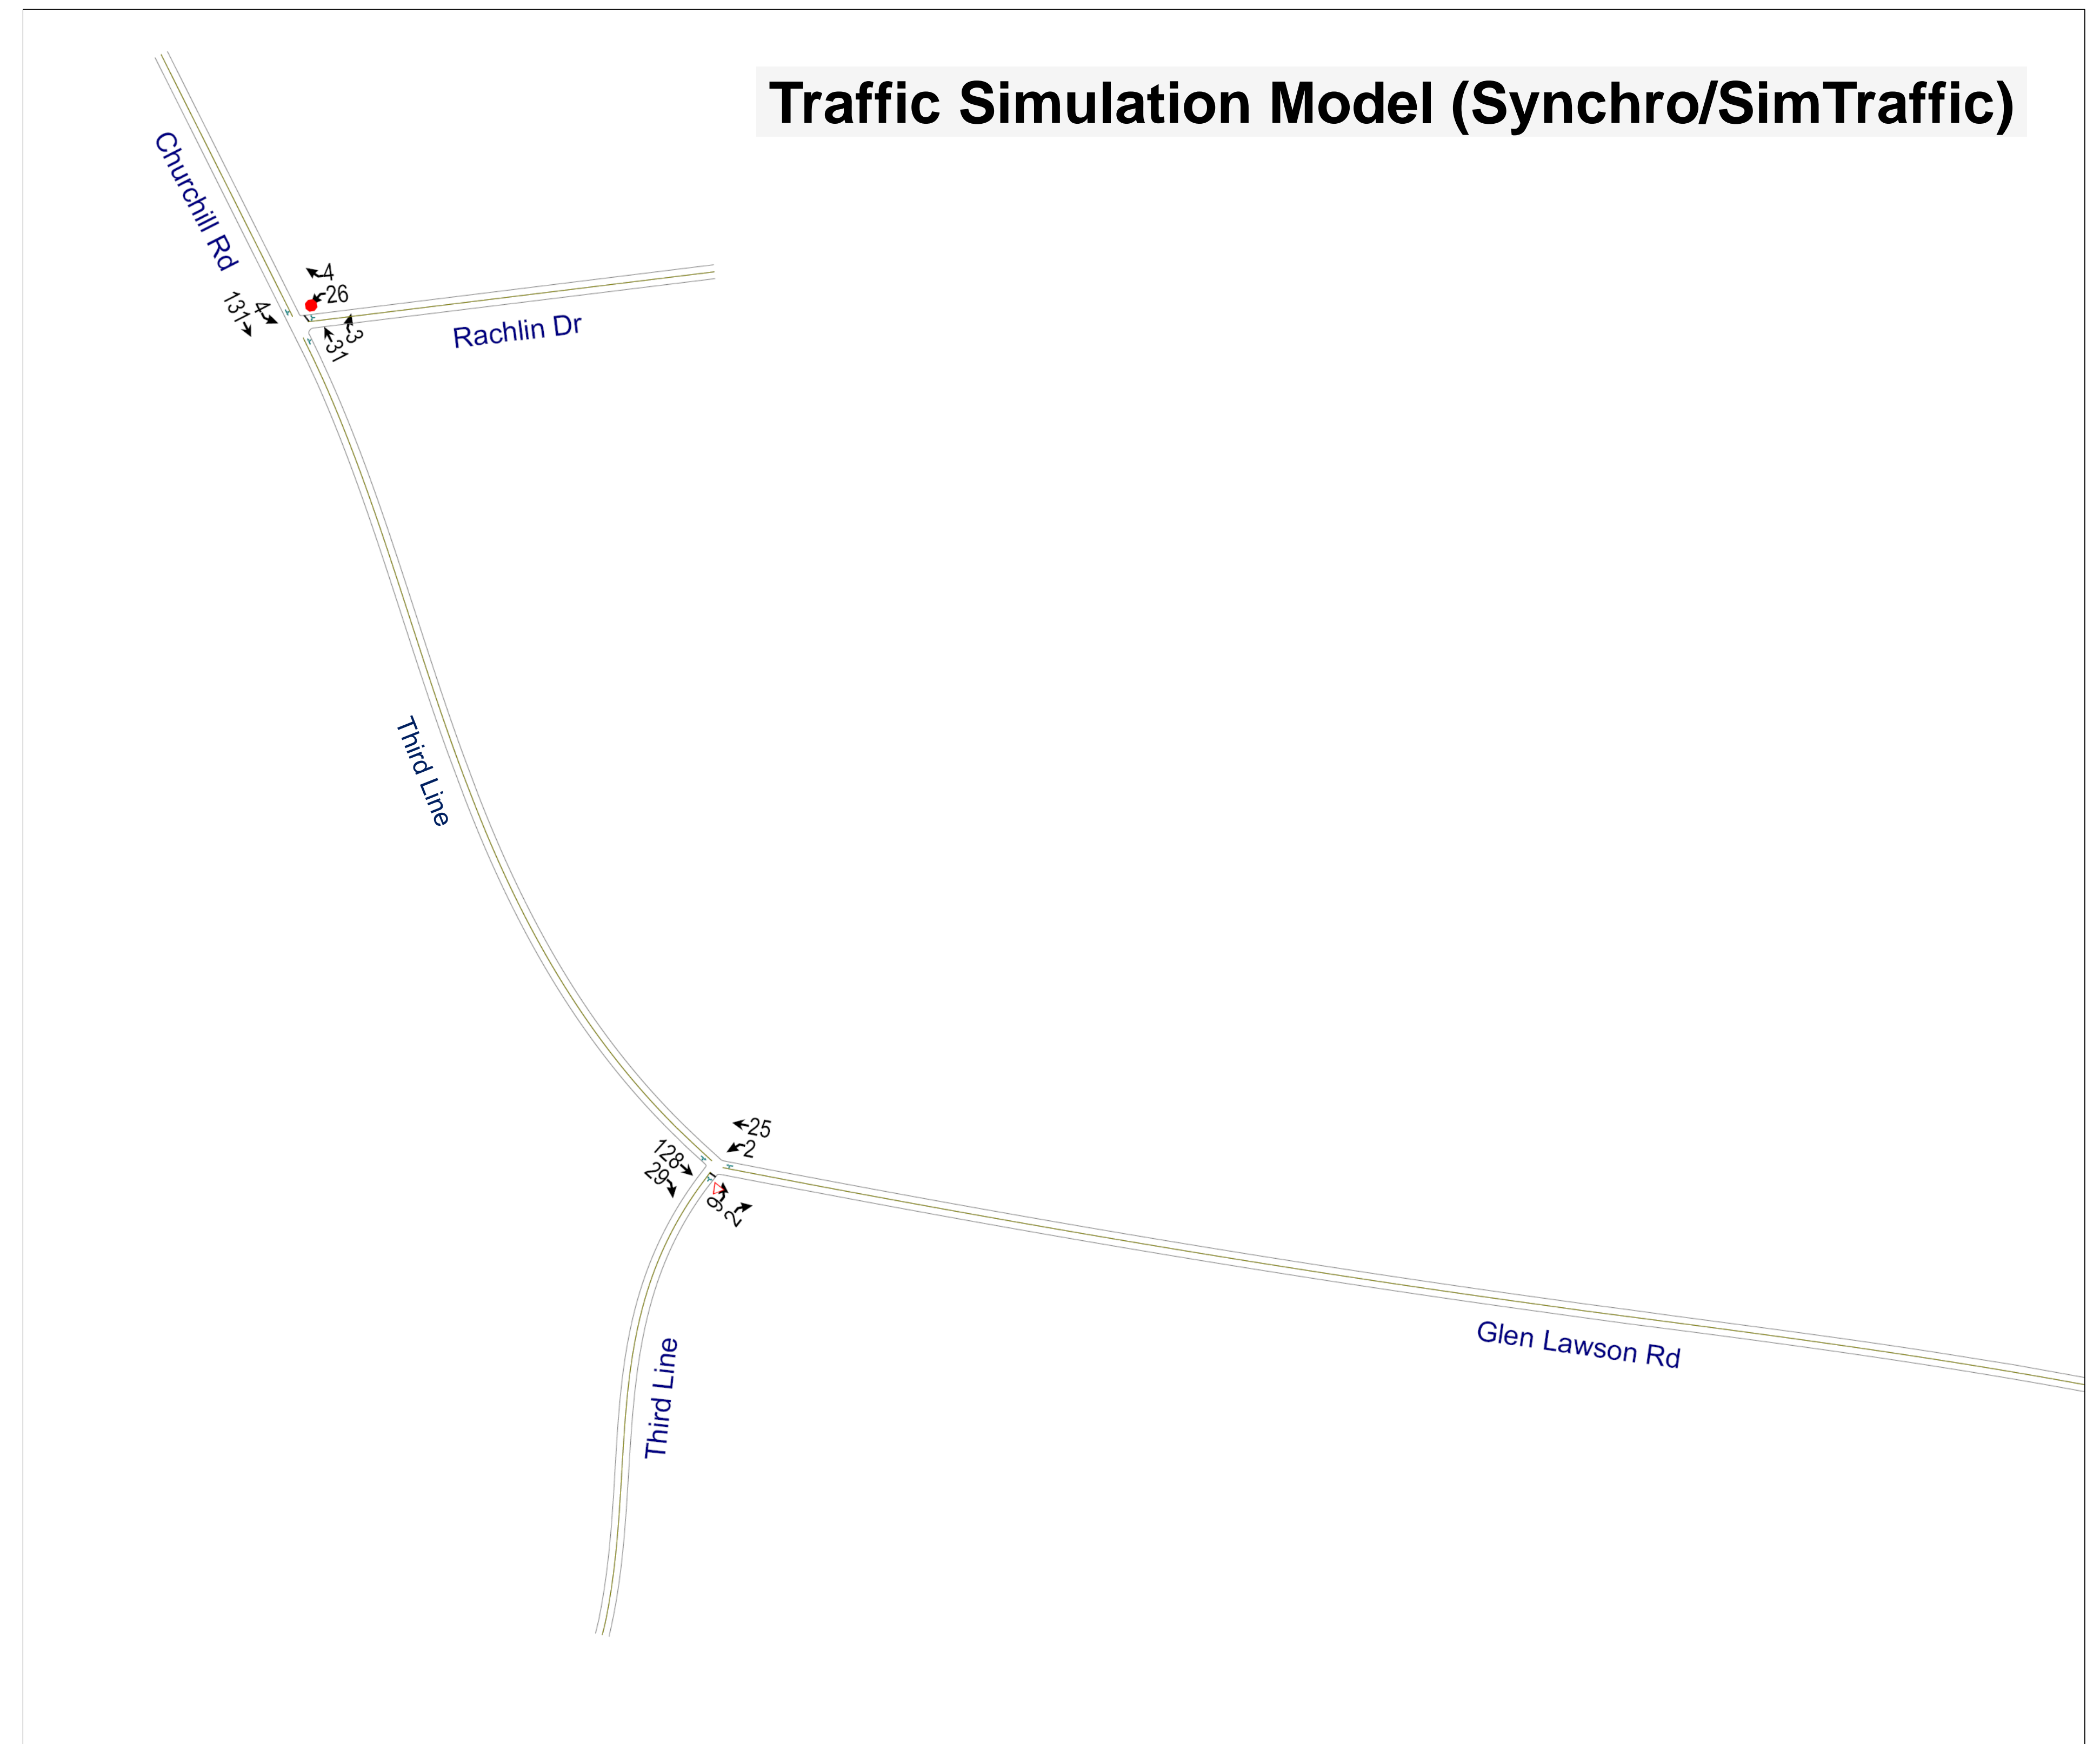 Traffic Simulation Model (Synchro/SimTraffic)
Churchill Rd
4
26
131
4
31
3
Rachlin Dr
Third Line
25
2
128
29
9
2
Glen Lawson Rd
Third Line